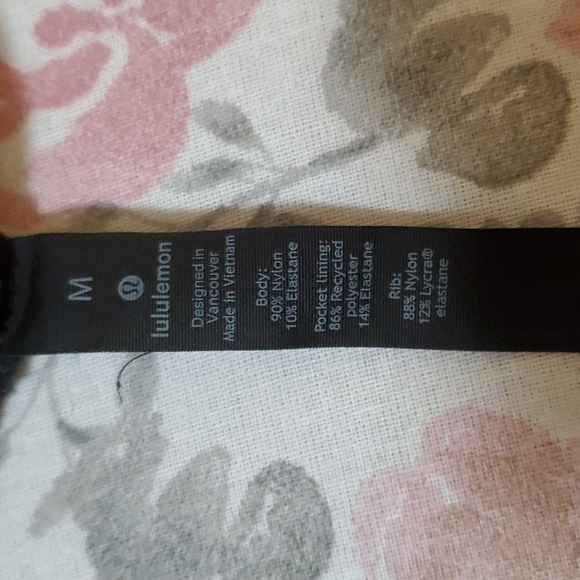 M
lululemon
Designed in
Vancouver
Made In Vietnam
Body:
90% Nylon
10% Elastane
Pocket lining:
86% Recycled
polyester
14% Elastane
Rib:
88% Nylon
12% Lycra®
elastane